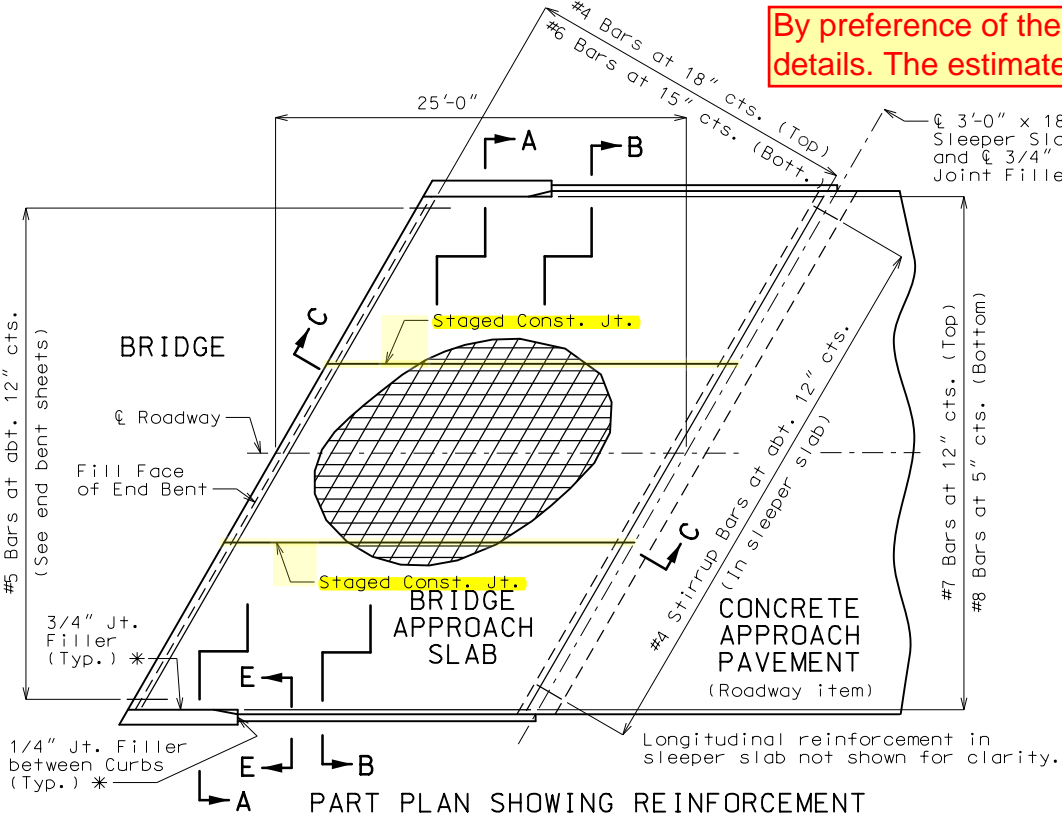 By preference of the
details. The estimate
#4 Bars at 18" cts. (Top)
#6 Bars at 15" cts. (Bott.)
25'-0"
A
B
℄ 3'-0" x 18
Sleeper Sla
and ℄ 3/4"
Joint Fille
#5 Bars at abt. 12" cts.
(See end bent sheets)
BRIDGE
C
Staged Const. Jt.
℄ Roadway
Fill Face
of End Bent
#4 Stirrup Bars at abt. 12" cts.
(In sleeper slab)
#7 Bars at 12" cts. (Top)
#8 Bars at 5" cts. (Bottom)
C
Staged Const. Jt.
BRIDGE
APPROACH
SLAB
CONCRETE
APPROACH
PAVEMENT
(Roadway item)
3/4" Jt.
Filler
(Typ.) *
E
1/4" Jt. Filler
between Curbs
(Typ.) *
E
B
A
Longitudinal reinforcement in
sleeper slab not shown for clarity.
PART PLAN SHOWING REINFORCEMENT